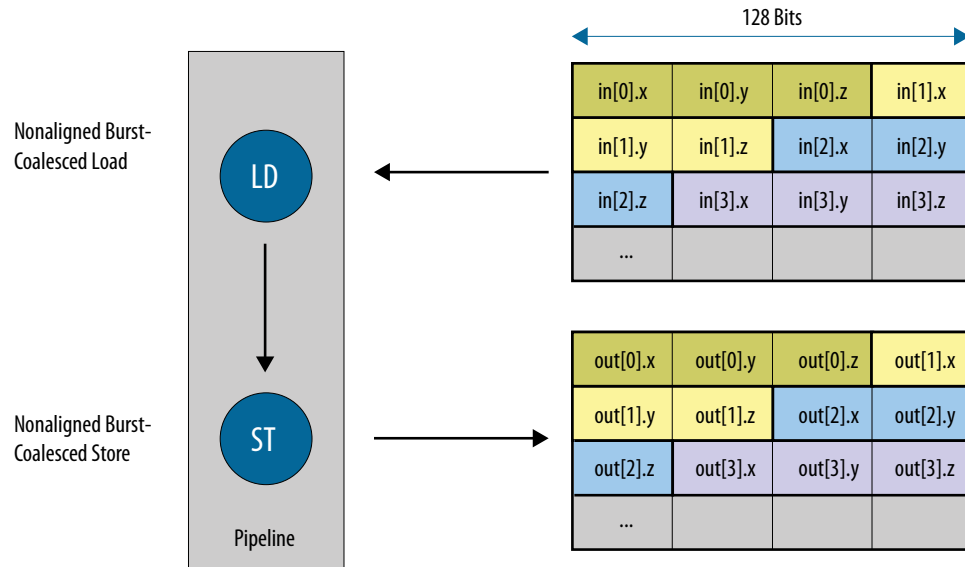 128 Bits
in[0].x in[0].y in[0].z in[1].x
Nonaligned Burst-
Coalesced Load
LD
in[1].y in[1].z in[2].x in[2].y
in[2].z in[3].x in[3].y in[3].z
...
out[0].x out[0].y out[0].z out[1].x
Nonaligned Burst-
Coalesced Store
ST
out[1].y out[1].z out[2].x out[2].y
out[2].z out[3].x out[3].y out[3].z
...
Pipeline